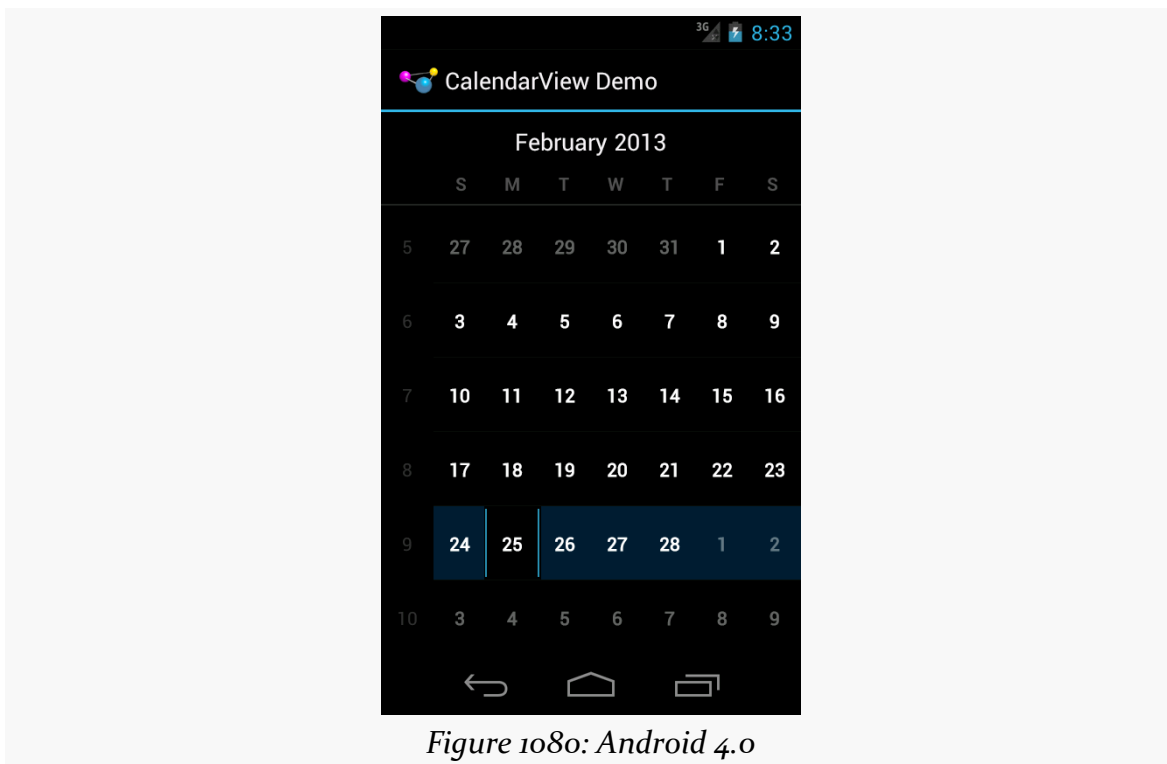 3G 8:33
CalendarView Demo
February 2013
S M T W T F S
5 27 28 29 30 31 1 2
6 3 4 5 6 7 8 9
7 10 11 12 13 14 15 16
8 17 18 19 20 21 22 23
9 24 25 26 27 28 1 2
10 3 4 5 6 7 8 9
Figure 1080: Android 4.0